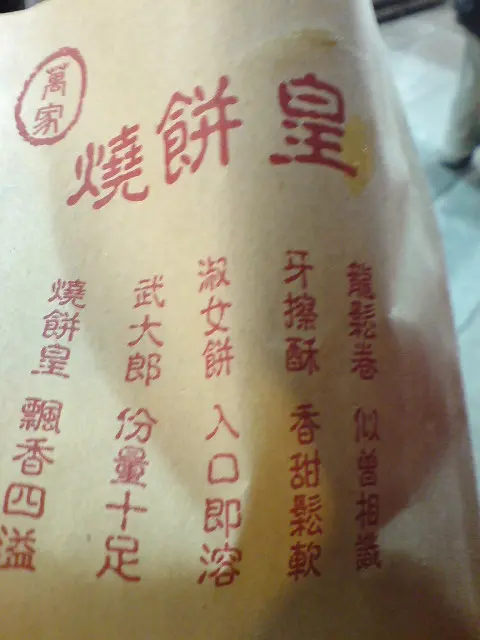 萬家
燒餅皇
龍鬆卷 似曾相識
牙擦酥 香甜鬆軟
淑女餅 入口即溶
武大郎 份量十足
燒餅皇 飄香四溢